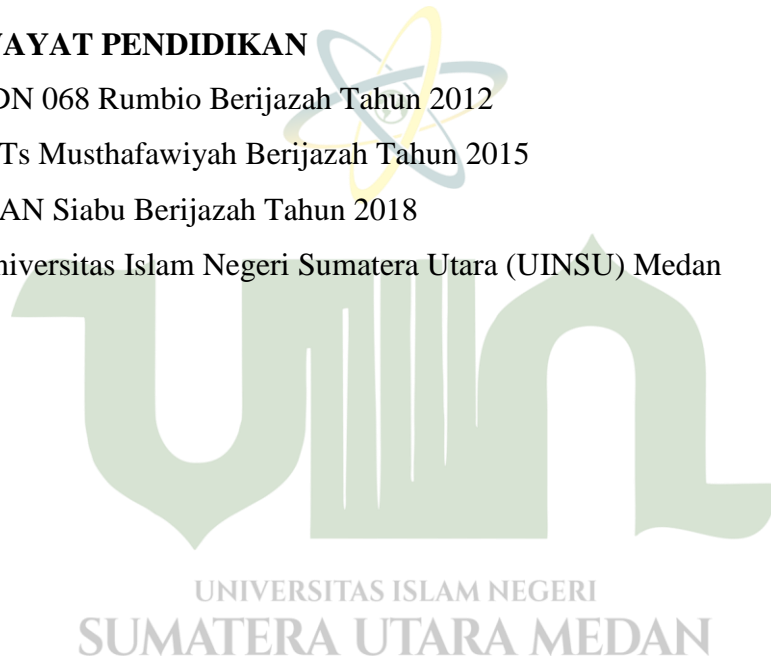 AYAT PENDIDIKAN
DN 068 Rumbio Berijazah Tahun 2012
Ts Musthafawiyah Berijazah Tahun 2015
AN Siabu Berijazah Tahun 2018
niversitas Islam Negeri Sumatera Utara (UINSU) Medan
UIN
UNIVERSITAS ISLAM NEGERI
SUMATERA UTARA MEDAN